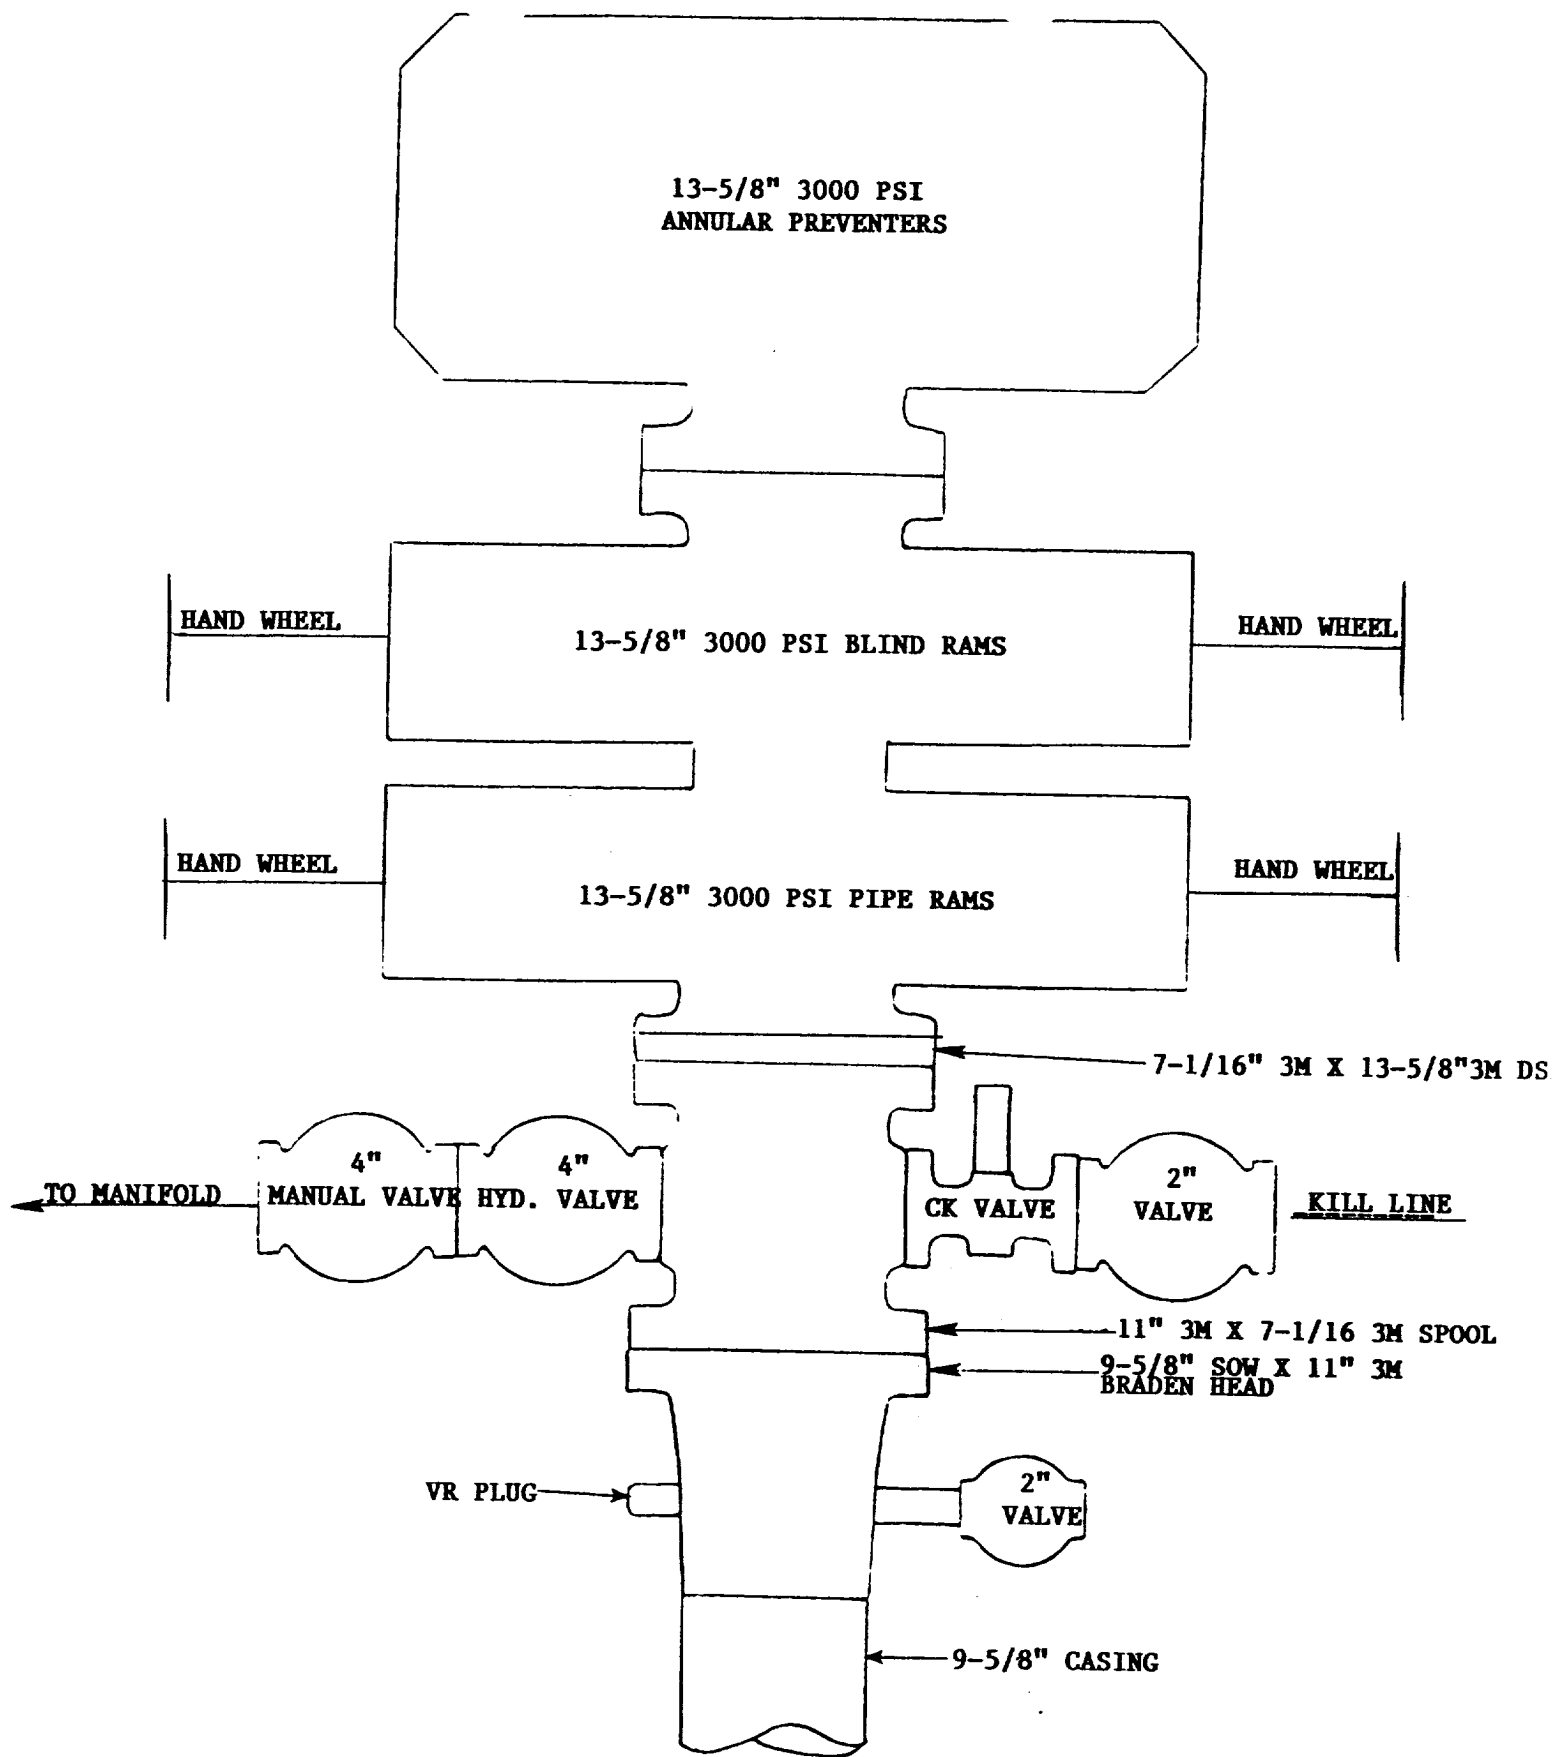 13-5/8" 3000 PSI
ANNULAR PREVENTERS
HAND WHEEL
13-5/8" 3000 PSI BLIND RAMS
HAND WHEEL
HAND WHEEL
13-5/8" 3000 PSI PIPE RAMS
HAND WHEEL
7-1/16" 3M X 13-5/8"3M DS
TO MANIFOLD
4"
MANUAL VALVE
4"
HYD. VALVE
CK VALVE
2"
VALVE
KILL LINE
11" 3M X 7-1/16 3M SPOOL
9-5/8" SOW X 11" 3M
BRADEN HEAD
VR PLUG
2"
VALVE
9-5/8" CASING